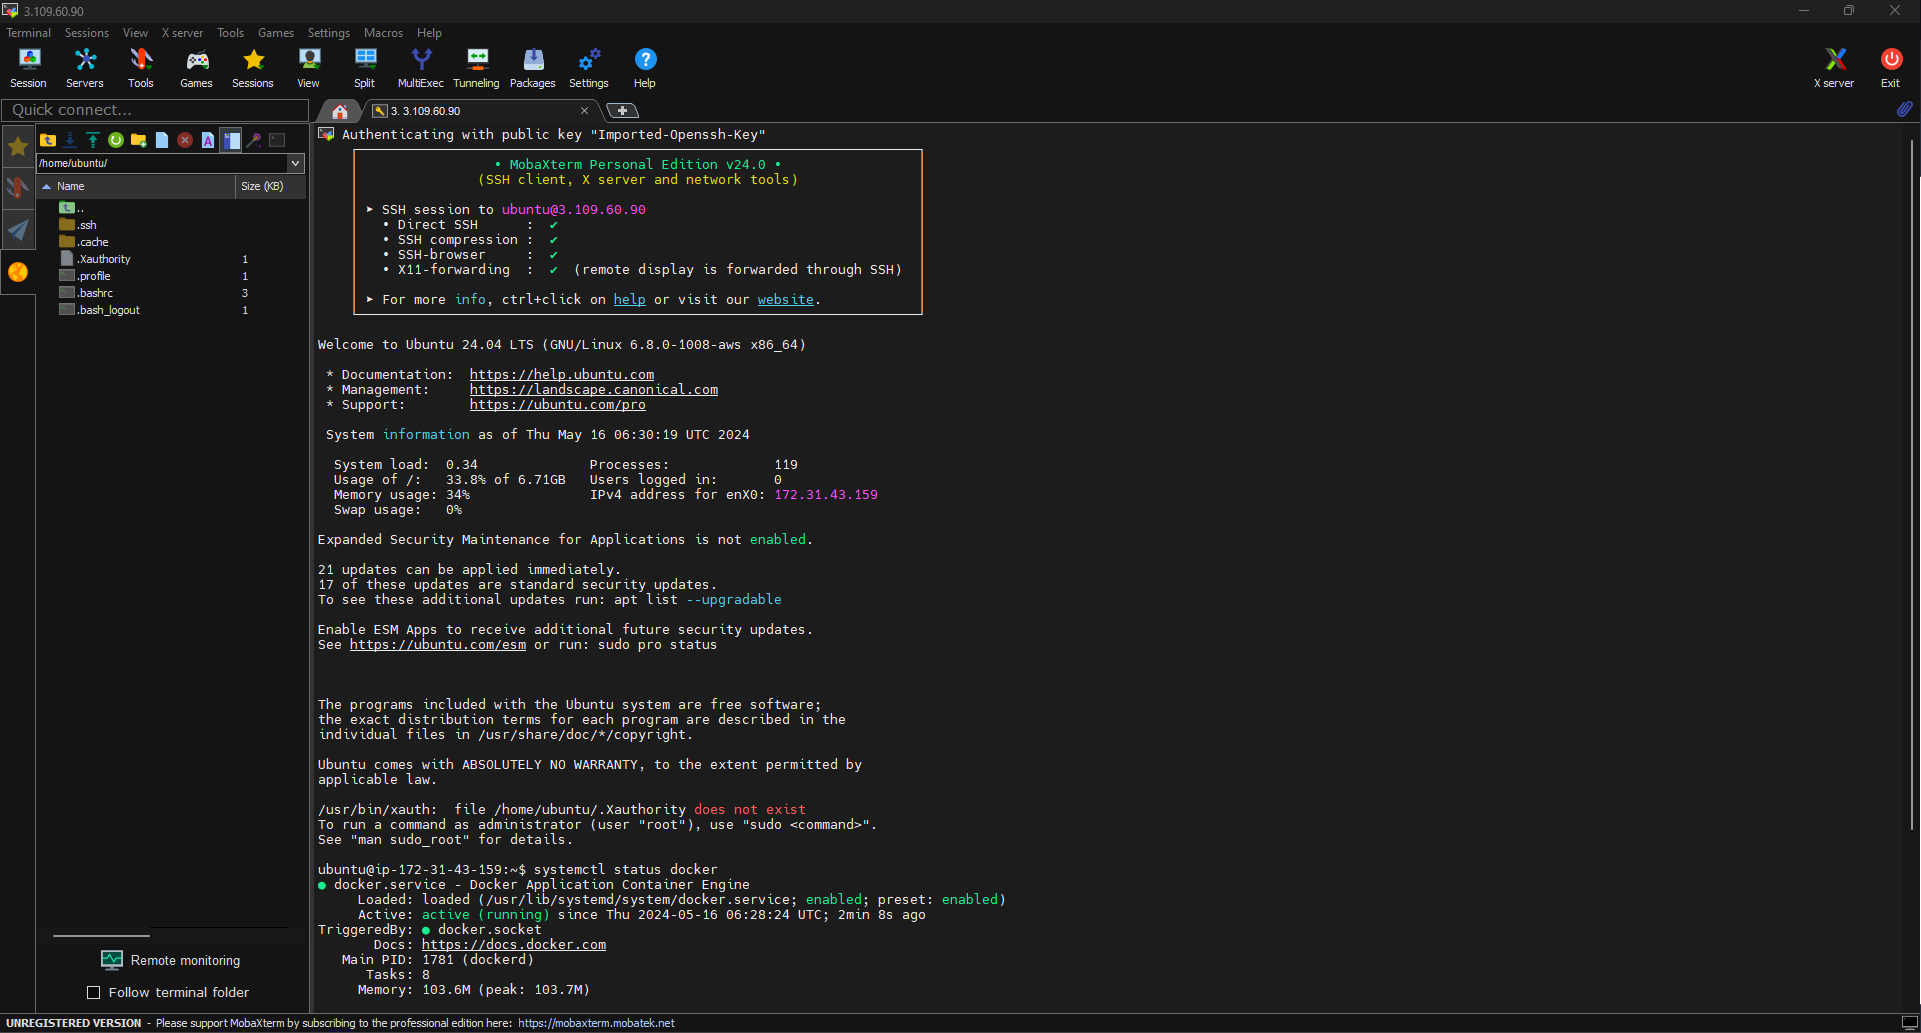 3.109.60.90
Terminal Sessions View X server Tools Games Settings Macros Help
Session Servers Tools Games Sessions View Split MultiExec Tunneling Packages Settings Help X server Exit
Quick connect...
3. 3.109.60.90
/home/ubuntu/
Name Size (KB)
..
.ssh
.cache
.Xauthority 1
.profile 1
.bashrc 3
.bash_logout 1
Remote monitoring
Follow terminal folder
Authenticating with public key "Imported-Openssh-Key"
• MobaXterm Personal Edition v24.0 •
(SSH client, X server and network tools)
➤ SSH session to ubuntu@3.109.60.90
• Direct SSH : ✔
• SSH compression : ✔
• SSH-browser : ✔
• X11-forwarding : ✔ (remote display is forwarded through SSH)
➤ For more info, ctrl+click on help or visit our website.
Welcome to Ubuntu 24.04 LTS (GNU/Linux 6.8.0-1008-aws x86_64)
* Documentation: https://help.ubuntu.com
* Management: https://landscape.canonical.com
* Support: https://ubuntu.com/pro
System information as of Thu May 16 06:30:19 UTC 2024
System load: 0.34 Processes: 119
Usage of /: 33.8% of 6.71GB Users logged in: 0
Memory usage: 34% IPv4 address for enX0: 172.31.43.159
Swap usage: 0%
Expanded Security Maintenance for Applications is not enabled.
21 updates can be applied immediately.
17 of these updates are standard security updates.
To see these additional updates run: apt list --upgradable
Enable ESM Apps to receive additional future security updates.
See https://ubuntu.com/esm or run: sudo pro status
The programs included with the Ubuntu system are free software;
the exact distribution terms for each program are described in the
individual files in /usr/share/doc/*/copyright.
Ubuntu comes with ABSOLUTELY NO WARRANTY, to the extent permitted by
applicable law.
/usr/bin/xauth: file /home/ubuntu/.Xauthority does not exist
To run a command as administrator (user "root"), use "sudo <command>".
See "man sudo_root" for details.
ubuntu@ip-172-31-43-159:~$ systemctl status docker
● docker.service - Docker Application Container Engine
Loaded: loaded (/usr/lib/systemd/system/docker.service; enabled; preset: enabled)
Active: active (running) since Thu 2024-05-16 06:28:24 UTC; 2min 8s ago
TriggeredBy: ● docker.socket
Docs: https://docs.docker.com
Main PID: 1781 (dockerd)
Tasks: 8
Memory: 103.6M (peak: 103.7M)
UNREGISTERED VERSION - Please support MobaXterm by subscribing to the professional edition here: https://mobaxterm.mobatek.net